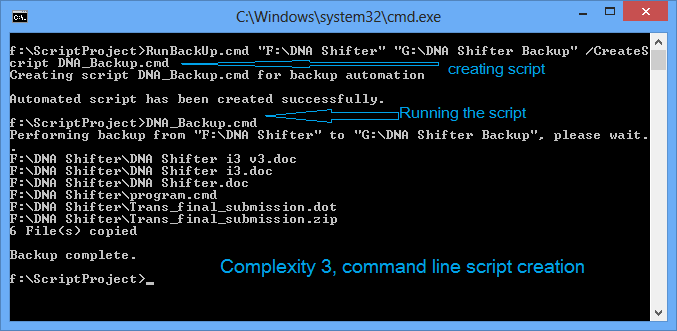 C:\Windows\system32\cmd.exe
f:\ScriptProject>RunBackUp.cmd "F:\DNA Shifter" "G:\DNA Shifter Backup" /CreateS
cript DNA_Backup.cmd
creating script
Creating script DNA_Backup.cmd for backup automation
Automated script has been created successfully.
Running the script
f:\ScriptProject>DNA_Backup.cmd
Performing backup from "F:\DNA Shifter" to "G:\DNA Shifter Backup", please wait.
.
F:\DNA Shifter\DNA Shifter i3 v3.doc
F:\DNA Shifter\DNA Shifter i3.doc
F:\DNA Shifter\DNA Shifter.doc
F:\DNA Shifter\program.cmd
F:\DNA Shifter\Trans_final_submission.dot
F:\DNA Shifter\Trans_final_submission.zip
6 File(s) copied
Backup complete.
Complexity 3, command line script creation
f:\ScriptProject>_